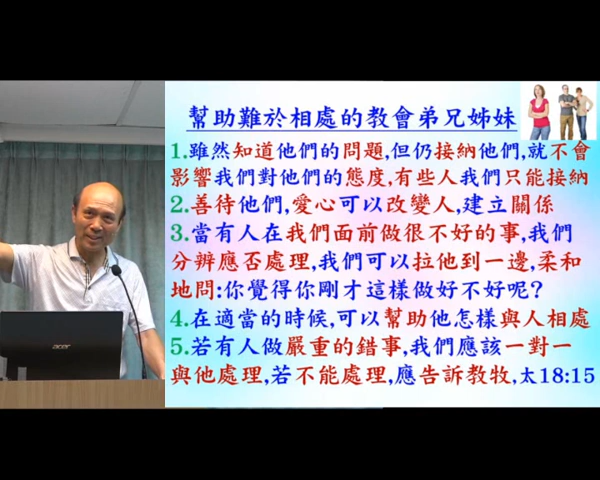 幫助難於相處的教會弟兄姊妹
1.雖然知道他們的問題,但仍接納他們,就不會
影響我們對他們的態度,有些人我們只能接納
2.善待他們,愛心可以改變人,建立關係
3.當有人在我們面前做很不好的事,我們
分辨應否處理,我們可以拉他到一邊,柔和
地問:你覺得你剛才這樣做好不好呢?
4.在適當的時候,可以幫助他怎樣與人相處
5.若有人做嚴重的錯事,我們應該一對一
與他處理,若不能處理,應告訴教牧,太18:15
acer